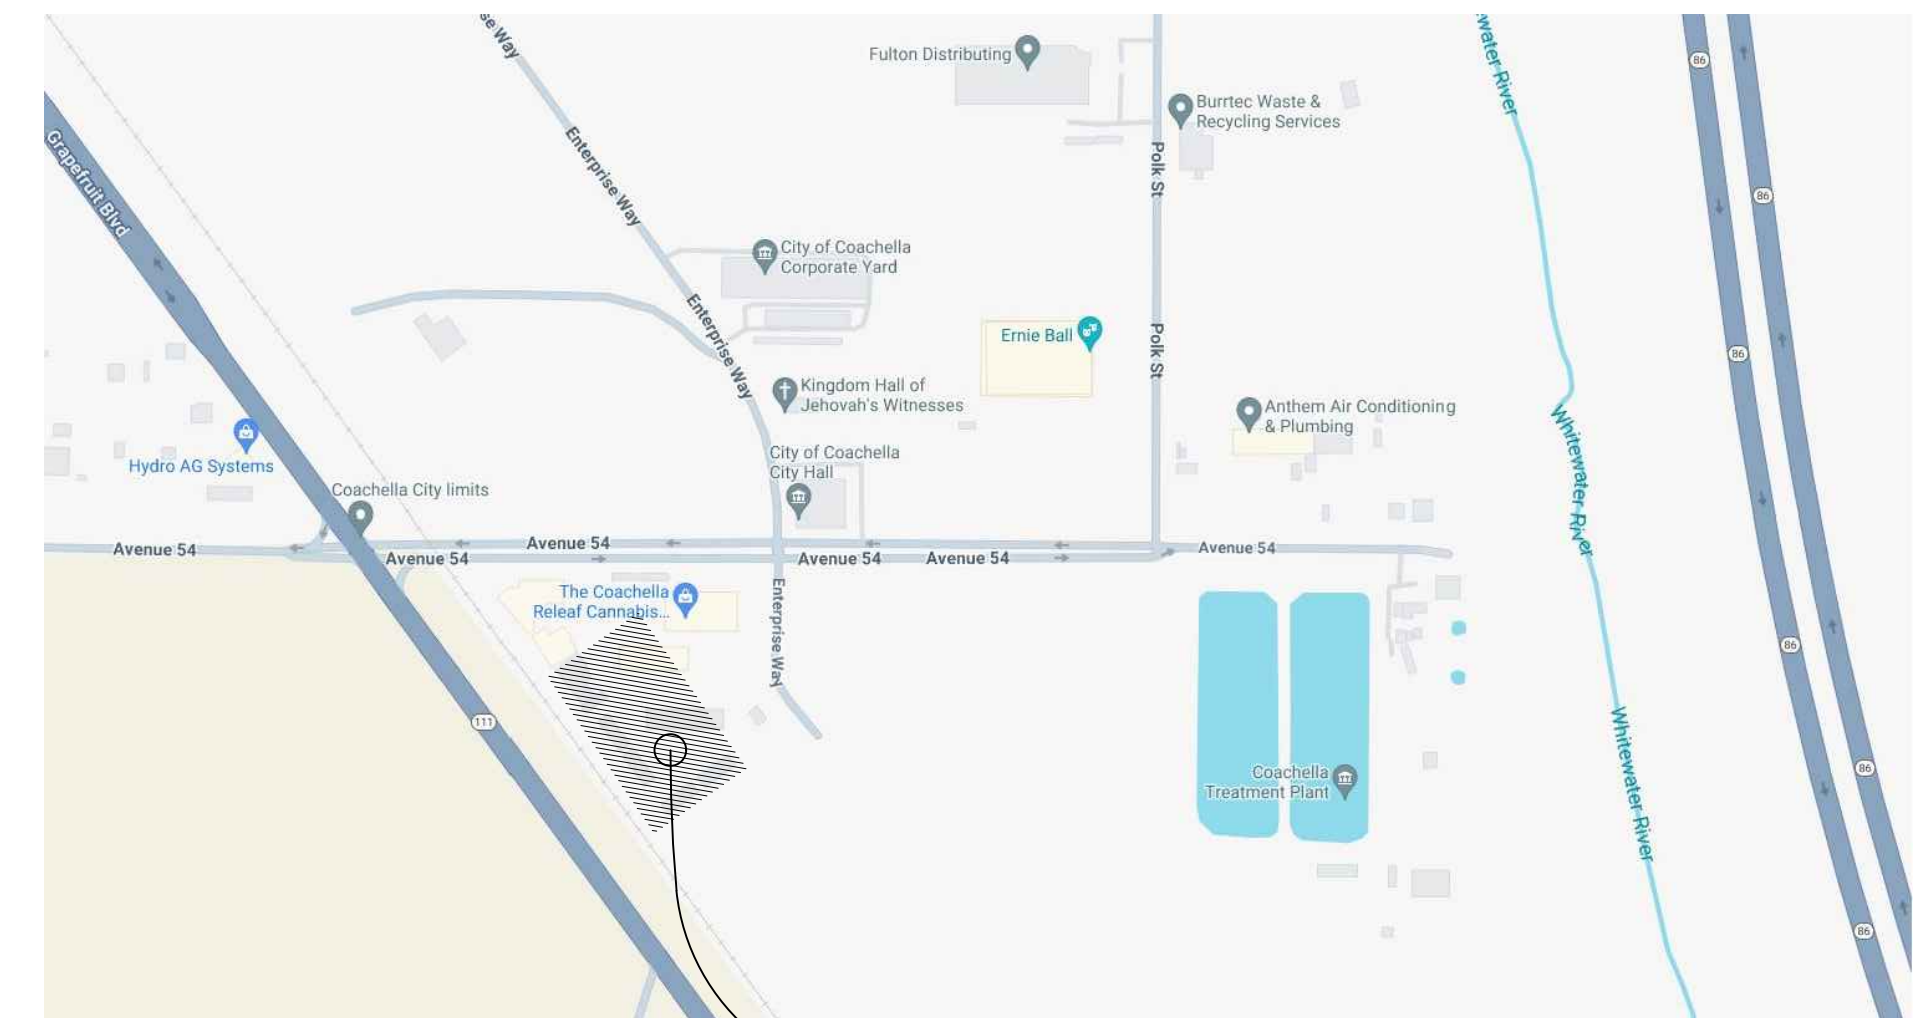 se Way
Fulton Distributing
water River
86
Burrtec Waste &
Recycling Services
Grapefruit Blvd
Enterprise Way
Polk St
86
City of Coachella
Corporate Yard
Enterprise Way
Ernie Ball
Polk St
86
Kingdom Hall of
Jehovah's Witnesses
Anthem Air Conditioning
& Plumbing
Hydro AG Systems
City of Coachella
City Hall
Whitewater River
Coachella City limits
Avenue 54
Avenue 54
Avenue 54
Avenue 54
Avenue 54
Avenue 54
The Coachella
Releaf Cannabis...
Enterprise Way
86
111
Whitewater River
Coachella
Treatment Plant
86
86